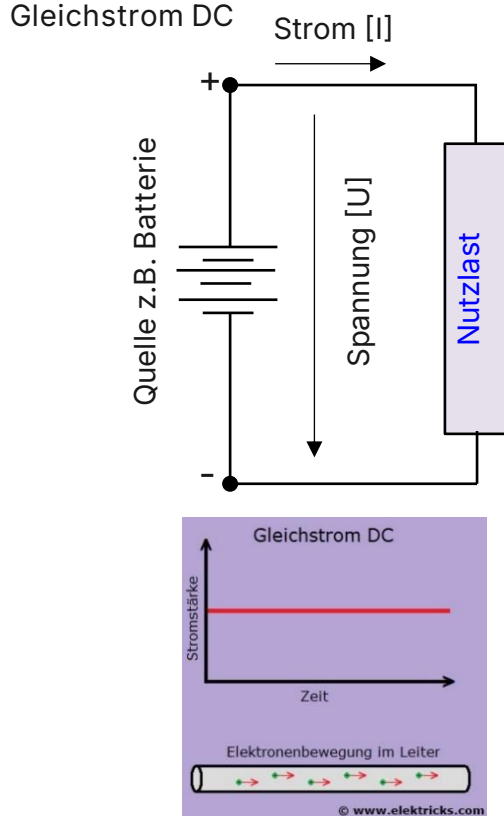 Gleichstrom DC
Strom [I]
+
Quelle z.B. Batterie
Spannung [U]
Nutzlast
-
Gleichstrom DC
Stromstärke
Zeit
Elektronenbewegung im Leiter
© www.elektricks.com